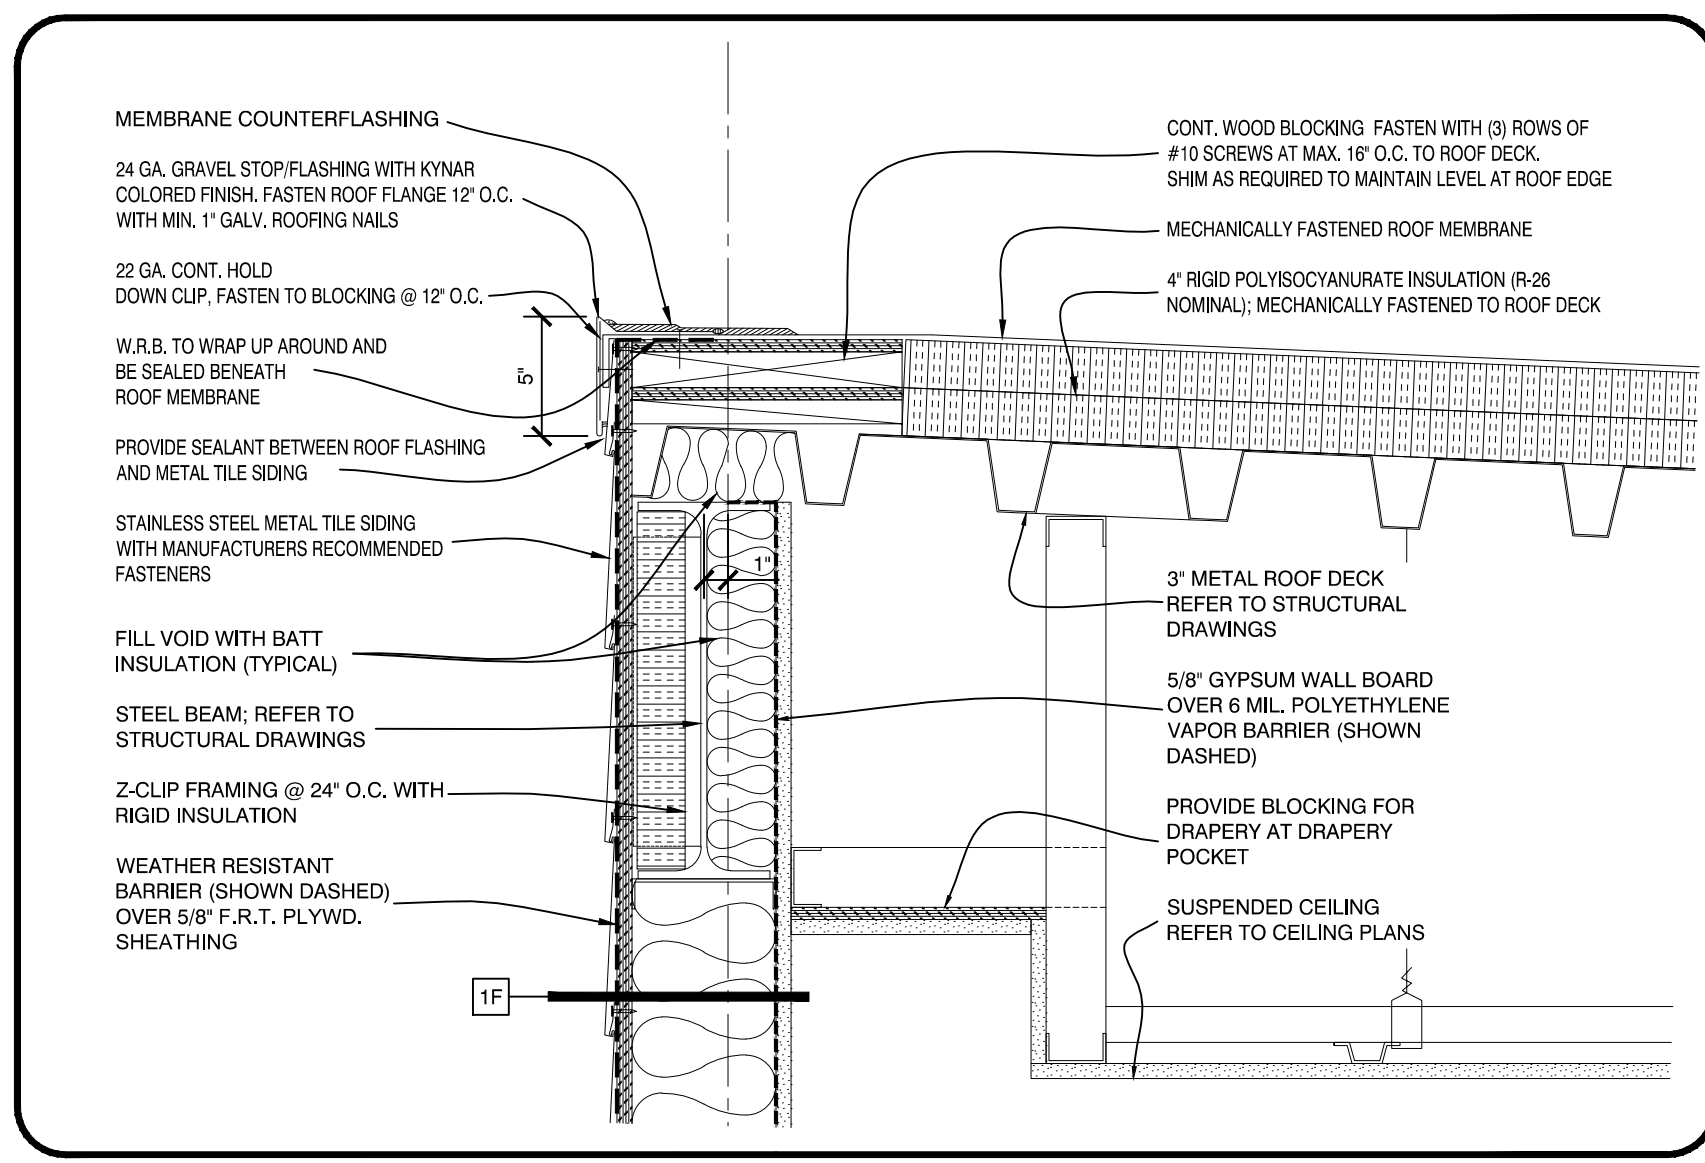 MEMBRANE COUNTERFLASHING
24 GA. GRAVEL STOP/FLASHING WITH KYNAR
COLORED FINISH. FASTEN ROOF FLANGE 12" O.C.
WITH MIN. 1" GALV. ROOFING NAILS
22 GA. CONT. HOLD
DOWN CLIP, FASTEN TO BLOCKING @ 12" O.C.
W.R.B. TO WRAP UP AROUND AND
BE SEALED BENEATH
ROOF MEMBRANE
PROVIDE SEALANT BETWEEN ROOF FLASHING
AND METAL TILE SIDING
STAINLESS STEEL METAL TILE SIDING
WITH MANUFACTURERS RECOMMENDED
FASTENERS
FILL VOID WITH BATT
INSULATION (TYPICAL)
STEEL BEAM; REFER TO
STRUCTURAL DRAWINGS
Z-CLIP FRAMING @ 24" O.C. WITH
RIGID INSULATION
WEATHER RESISTANT
BARRIER (SHOWN DASHED)
OVER 5/8" F.R.T. PLYWD.
SHEATHING
1F
5"
1"
CONT. WOOD BLOCKING FASTEN WITH (3) ROWS OF
#10 SCREWS AT MAX. 16" O.C. TO ROOF DECK.
SHIM AS REQUIRED TO MAINTAIN LEVEL AT ROOF EDGE
MECHANICALLY FASTENED ROOF MEMBRANE
4" RIGID POLYISOCYANURATE INSULATION (R-26
NOMINAL); MECHANICALLY FASTENED TO ROOF DECK
3" METAL ROOF DECK
REFER TO STRUCTURAL
DRAWINGS
5/8" GYPSUM WALL BOARD
OVER 6 MIL. POLYETHYLENE
VAPOR BARRIER (SHOWN
DASHED)
PROVIDE BLOCKING FOR
DRAPERY AT DRAPERY
POCKET
SUSPENDED CEILING
REFER TO CEILING PLANS